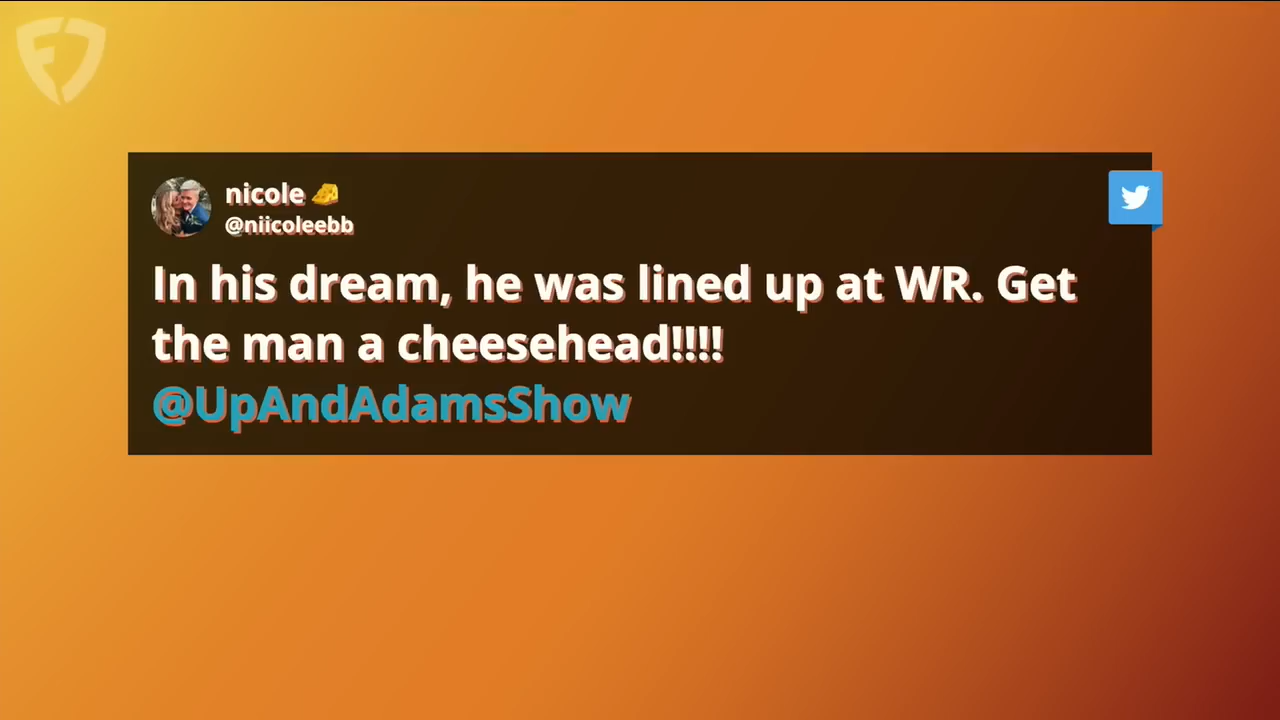 nicole 🧀
@niicoleebb
In his dream, he was lined up at WR. Get
the man a cheesehead!!!!
@UpAndAdamsShow